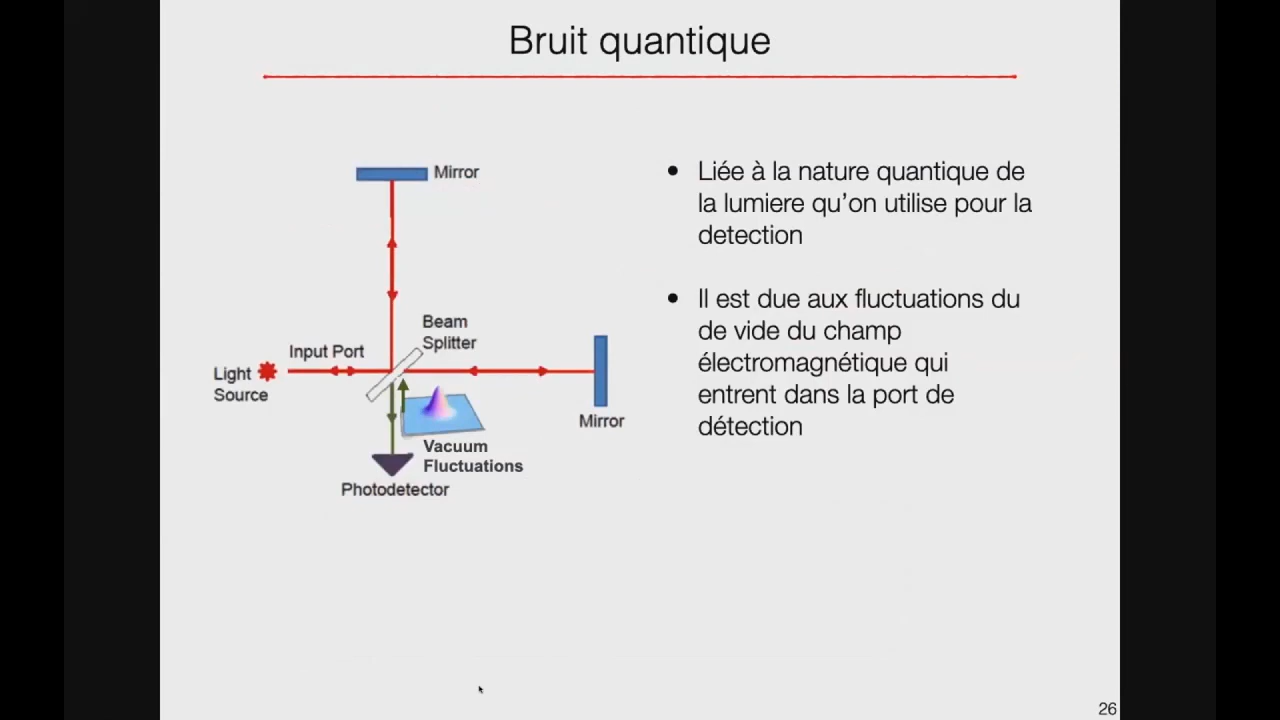 Bruit quantique
Mirror
Beam
Splitter
Input Port
Light
Source
Mirror
Vacuum
Fluctuations
Photodetector
• Liée à la nature quantique de
la lumiere qu'on utilise pour la
detection
• Il est due aux fluctuations du
de vide du champ
électromagnétique qui
entrent dans la port de
détection
26